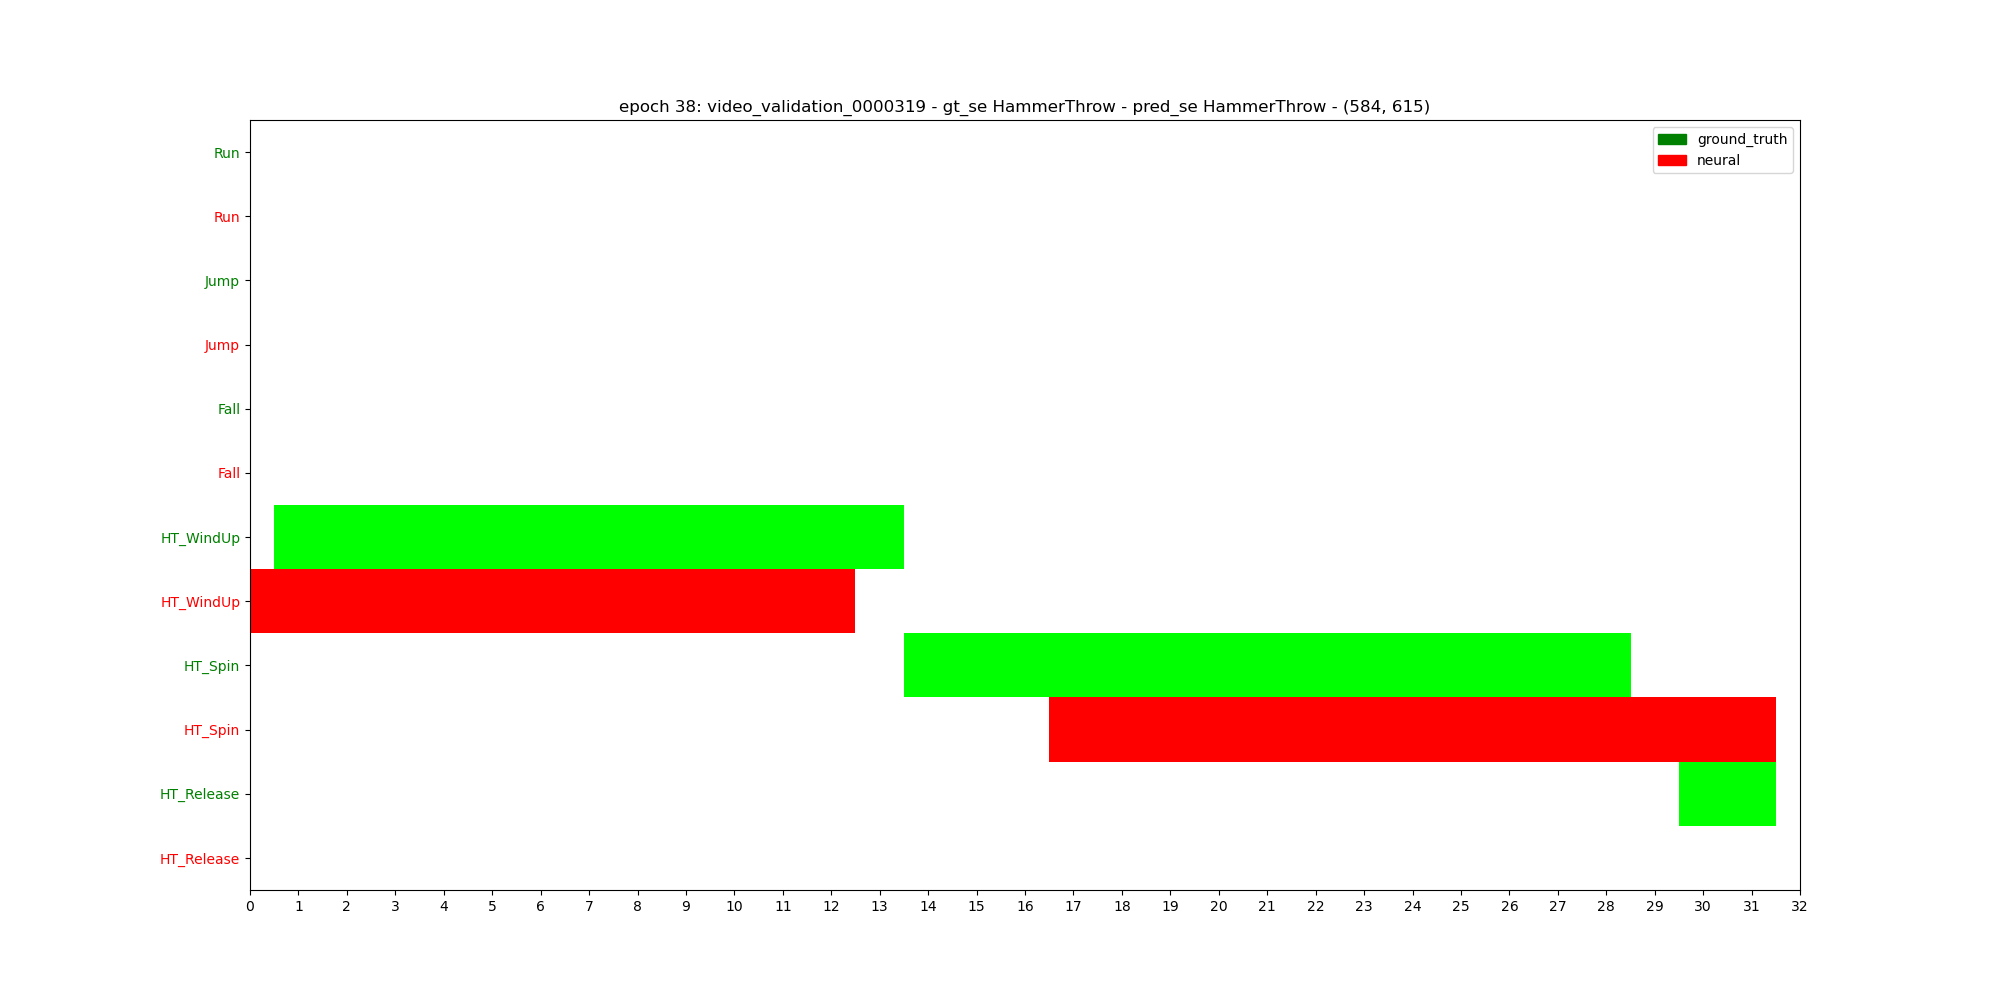 epoch 38: video_validation_0000319 - gt_se HammerThrow - pred_se HammerThrow - (584, 615)
ground_truth
neural
Run
Run
Jump
Jump
Fall
Fall
HT_WindUp
HT_WindUp
HT_Spin
HT_Spin
HT_Release
HT_Release
0 1 2 3 4 5 6 7 8 9 10 11 12 13 14 15 16 17 18 19 20 21 22 23 24 25 26 27 28 29 30 31 32